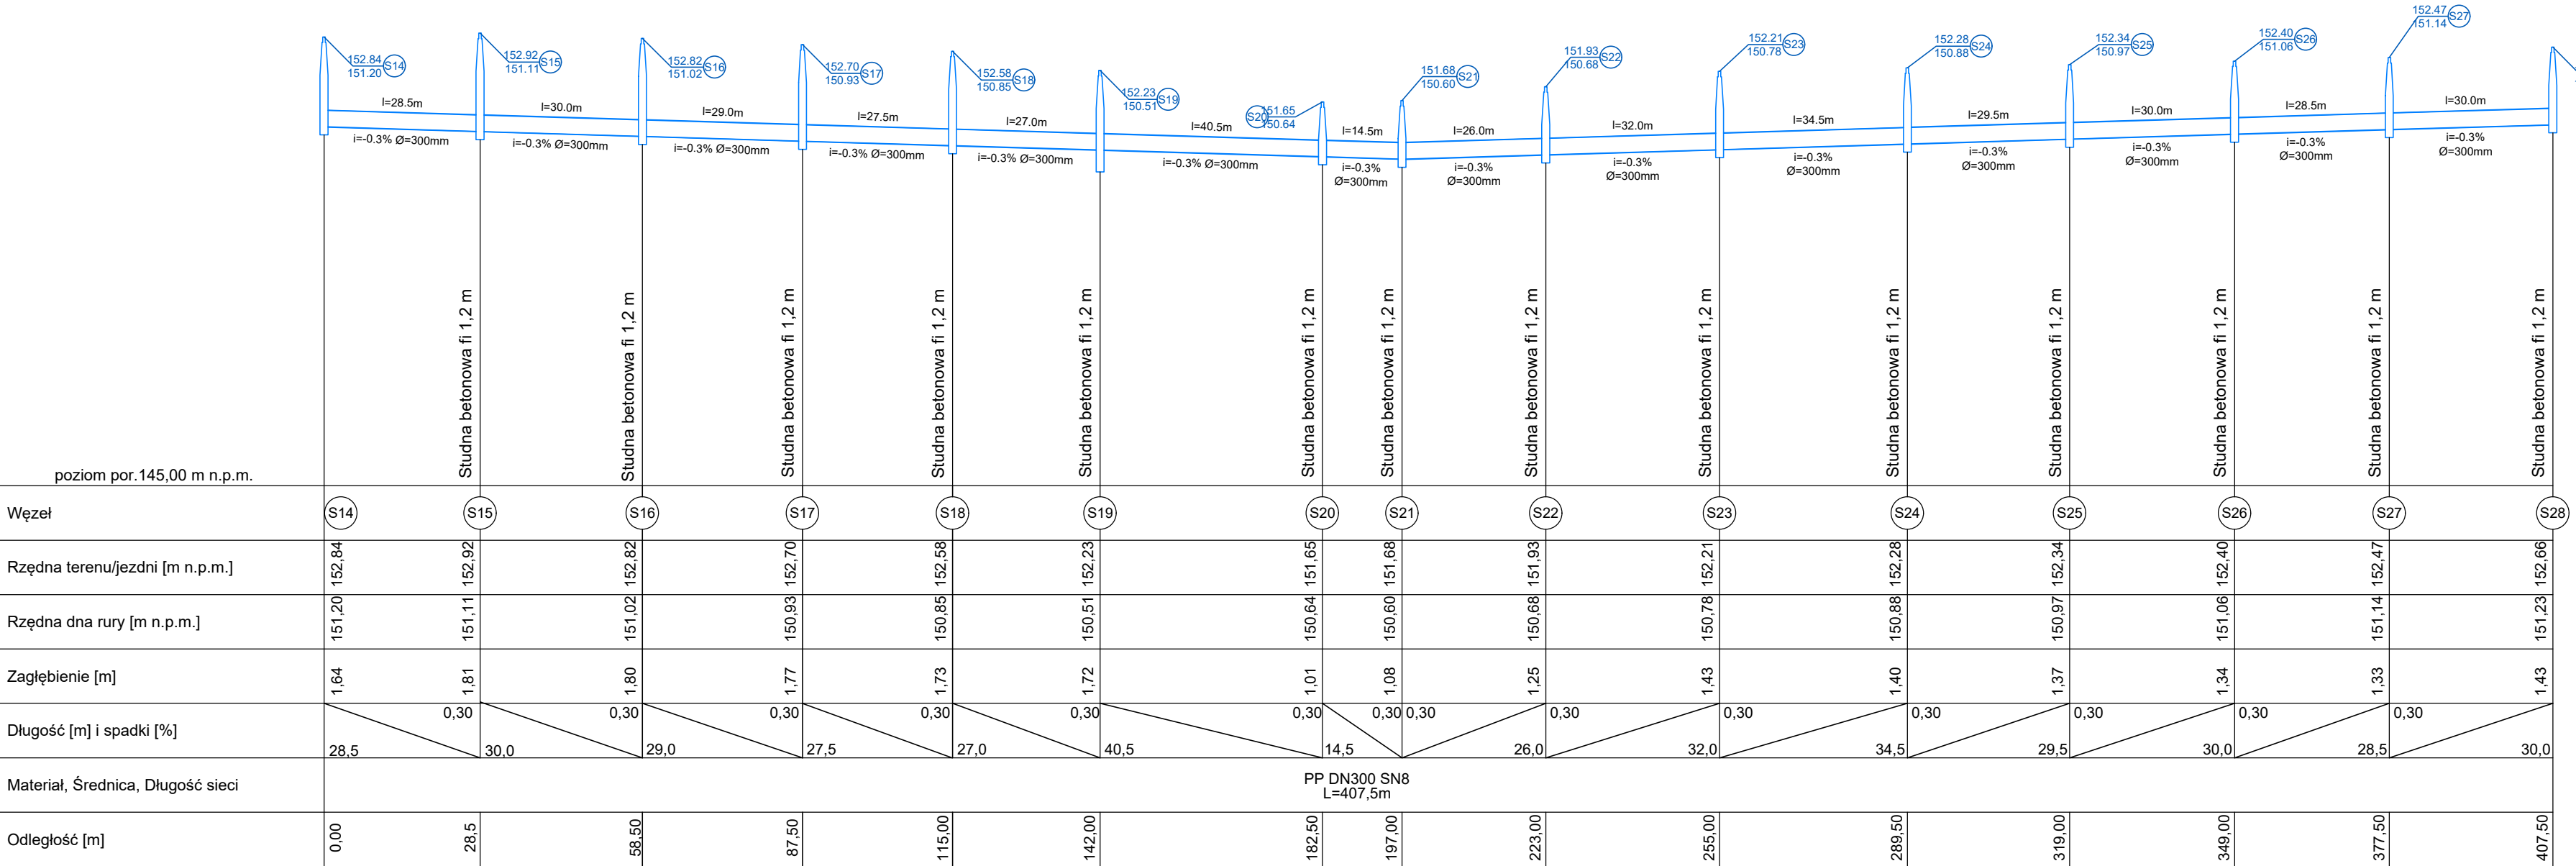 152.84
151.20
S14
152.92
151.11
S15
152.82
151.02
S16
152.70
150.93
S17
152.58
150.85
S18
152.23
150.51
S19
S20
151.65
150.64
151.68
150.60
S21
151.93
150.68
S22
152.21
150.78
S23
152.28
150.88
S24
152.34
150.97
S25
152.40
151.06
S26
152.47
151.14
S27
l=28.5m
l=30.0m
l=29.0m
l=27.5m
l=27.0m
l=40.5m
l=14.5m
l=26.0m
l=32.0m
l=34.5m
l=29.5m
l=30.0m
l=28.5m
l=30.0m
i=-0.3% Ø=300mm
i=-0.3% Ø=300mm
i=-0.3% Ø=300mm
i=-0.3% Ø=300mm
i=-0.3% Ø=300mm
i=-0.3% Ø=300mm
i=-0.3%
Ø=300mm
i=-0.3%
Ø=300mm
i=-0.3%
Ø=300mm
i=-0.3%
Ø=300mm
i=-0.3%
Ø=300mm
i=-0.3%
Ø=300mm
i=-0.3%
Ø=300mm
i=-0.3%
Ø=300mm
Studna betonowa fi 1,2 m
Studna betonowa fi 1,2 m
Studna betonowa fi 1,2 m
Studna betonowa fi 1,2 m
Studna betonowa fi 1,2 m
Studna betonowa fi 1,2 m
Studna betonowa fi 1,2 m
Studna betonowa fi 1,2 m
Studna betonowa fi 1,2 m
Studna betonowa fi 1,2 m
Studna betonowa fi 1,2 m
Studna betonowa fi 1,2 m
Studna betonowa fi 1,2 m
Studna betonowa fi 1,2 m
poziom por.145,00 m n.p.m.
Węzeł S14 S15 S16 S17 S18 S19 S20 S21 S22 S23 S24 S25 S26 S27 S28
Rzędna terenu/jezdni [m n.p.m.] 152,84 152,92 152,82 152,70 152,58 152,23 151,65 151,68 151,93 152,21 152,28 152,34 152,40 152,47 152,66
Rzędna dna rury [m n.p.m.] 151,20 151,11 151,02 150,93 150,85 150,51 150,64 150,60 150,68 150,78 150,88 150,97 151,06 151,14 151,23
Zagłębienie [m] 1,64 1,81 1,80 1,77 1,73 1,72 1,01 1,08 1,25 1,43 1,40 1,37 1,34 1,33 1,43
0,30 0,30 0,30 0,30 0,30 0,30 0,30 0,30 0,30 0,30 0,30 0,30 0,30 0,30
Długość [m] i spadki [%]
28,5 30,0 29,0 27,5 27,0 40,5 14,5 26,0 32,0 34,5 29,5 30,0 28,5 30,0
Materiał, Średnica, Długość sieci
PP DN300 SN8
L=407,5m
Odległość [m] 0,00 28,5 58,50 87,50 115,00 142,00 182,50 197,00 223,00 255,00 289,50 319,00 349,00 377,50 407,50